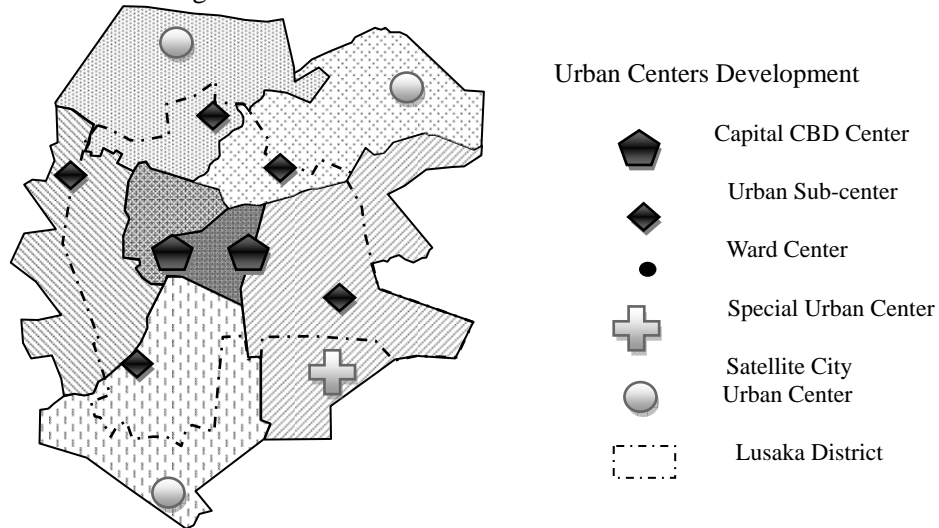 Urban Centers Development
Capital CBD Center
Urban Sub-center
Ward Center
Special Urban Center
Satellite City
Urban Center
Lusaka District